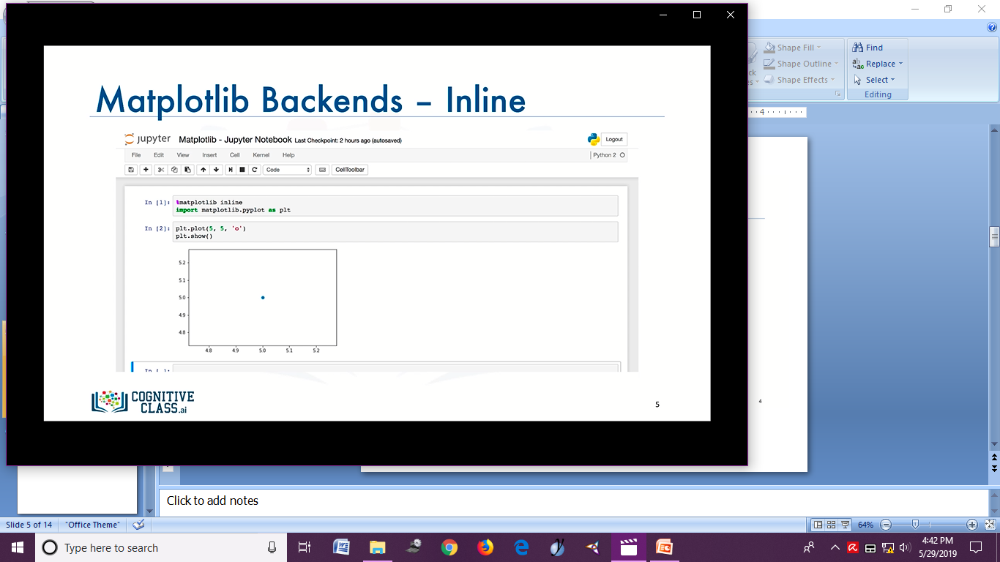 Matplotlib Backends – Inline
jupyter Matplotlib - Jupyter Notebook Last Checkpoint: 2 hours ago (autosaved) Logout
File Edit View Insert Cell Kernel Help Python 2
Code CellToolbar
In [1]: %matplotlib inline
import matplotlib.pyplot as plt
In [2]: plt.plot(5, 5, 'o')
plt.show()
5.2
5.1
5.0
4.9
4.8
4.8 4.9 5.0 5.1 5.2
In [ ]:
COGNITIVE
CLASS.ai
5
Shape Fill
Shape Outline
Shape Effects
Find
Replace
Select
Editing
4
4
Click to add notes
Slide 5 of 14 "Office Theme" 64%
Type here to search
4:42 PM
5/29/2019